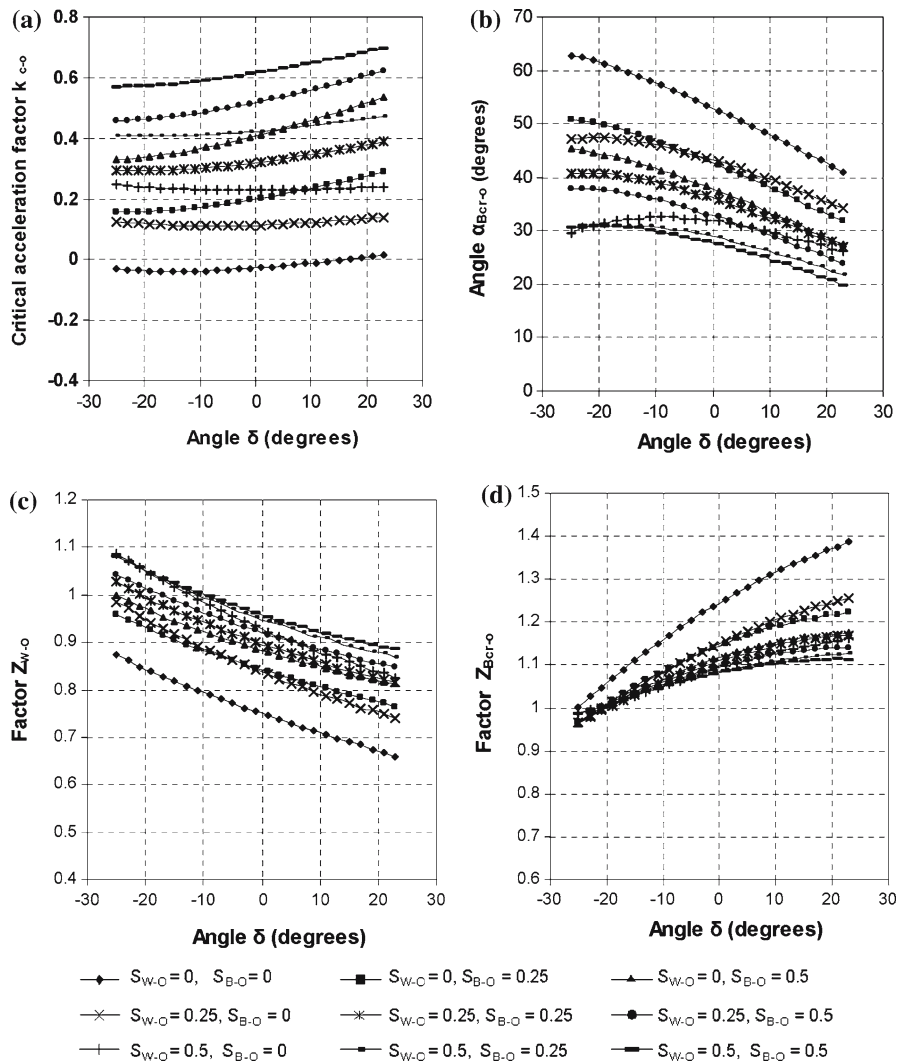 (a)
Critical acceleration factor k c-o
0.8
0.6
0.4
0.2
0
-0.2
-0.4
-30 -20 -10 0 10 20 30
Angle δ (degrees)
(b)
Angle αBcr-o (degrees)
70
60
50
40
30
20
10
0
-30 -20 -10 0 10 20 30
Angle δ (degrees)
(c)
Factor ZW-O
1.2
1.1
1
0.9
0.8
0.7
0.6
0.5
0.4
-30 -20 -10 0 10 20 30
Angle δ (degrees)
(d)
Factor ZBcr-o
1.5
1.4
1.3
1.2
1.1
1
0.9
0.8
0.7
0.6
-30 -20 -10 0 10 20 30
Angle δ (degrees)
SW-O = 0, SB-O = 0
SW-O = 0, SB-O = 0.25
SW-O = 0, SB-O = 0.5
SW-O = 0.25, SB-O = 0
SW-O = 0.25, SB-O = 0.25
SW-O = 0.25, SB-O = 0.5
SW-O = 0.5, SB-O = 0
SW-O = 0.5, SB-O = 0.25
SW-O = 0.5, SB-O = 0.5